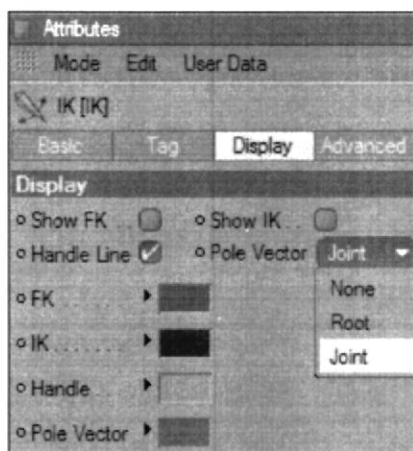 Attributes
Mode Edit User Data
IK [IK]
Basic Tag Display Advanced
Display
Show FK . . Show IK . .
Handle Line Pole Vector Joint
None
FK . . . . . .
Root
IK . . . . . . .
Joint
Handle . .
Pole Vector